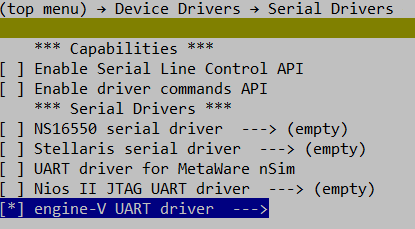 (top menu) → Device Drivers → Serial Drivers
*** Capabilities ***
[ ] Enable Serial Line Control API
[ ] Enable driver commands API
*** Serial Drivers ***
[ ] NS16550 serial driver ---> (empty)
[ ] Stellaris serial driver ---> (empty)
[ ] UART driver for MetaWare nSim
[ ] Nios II JTAG UART driver ---> (empty)
[*] engine-V UART driver --->